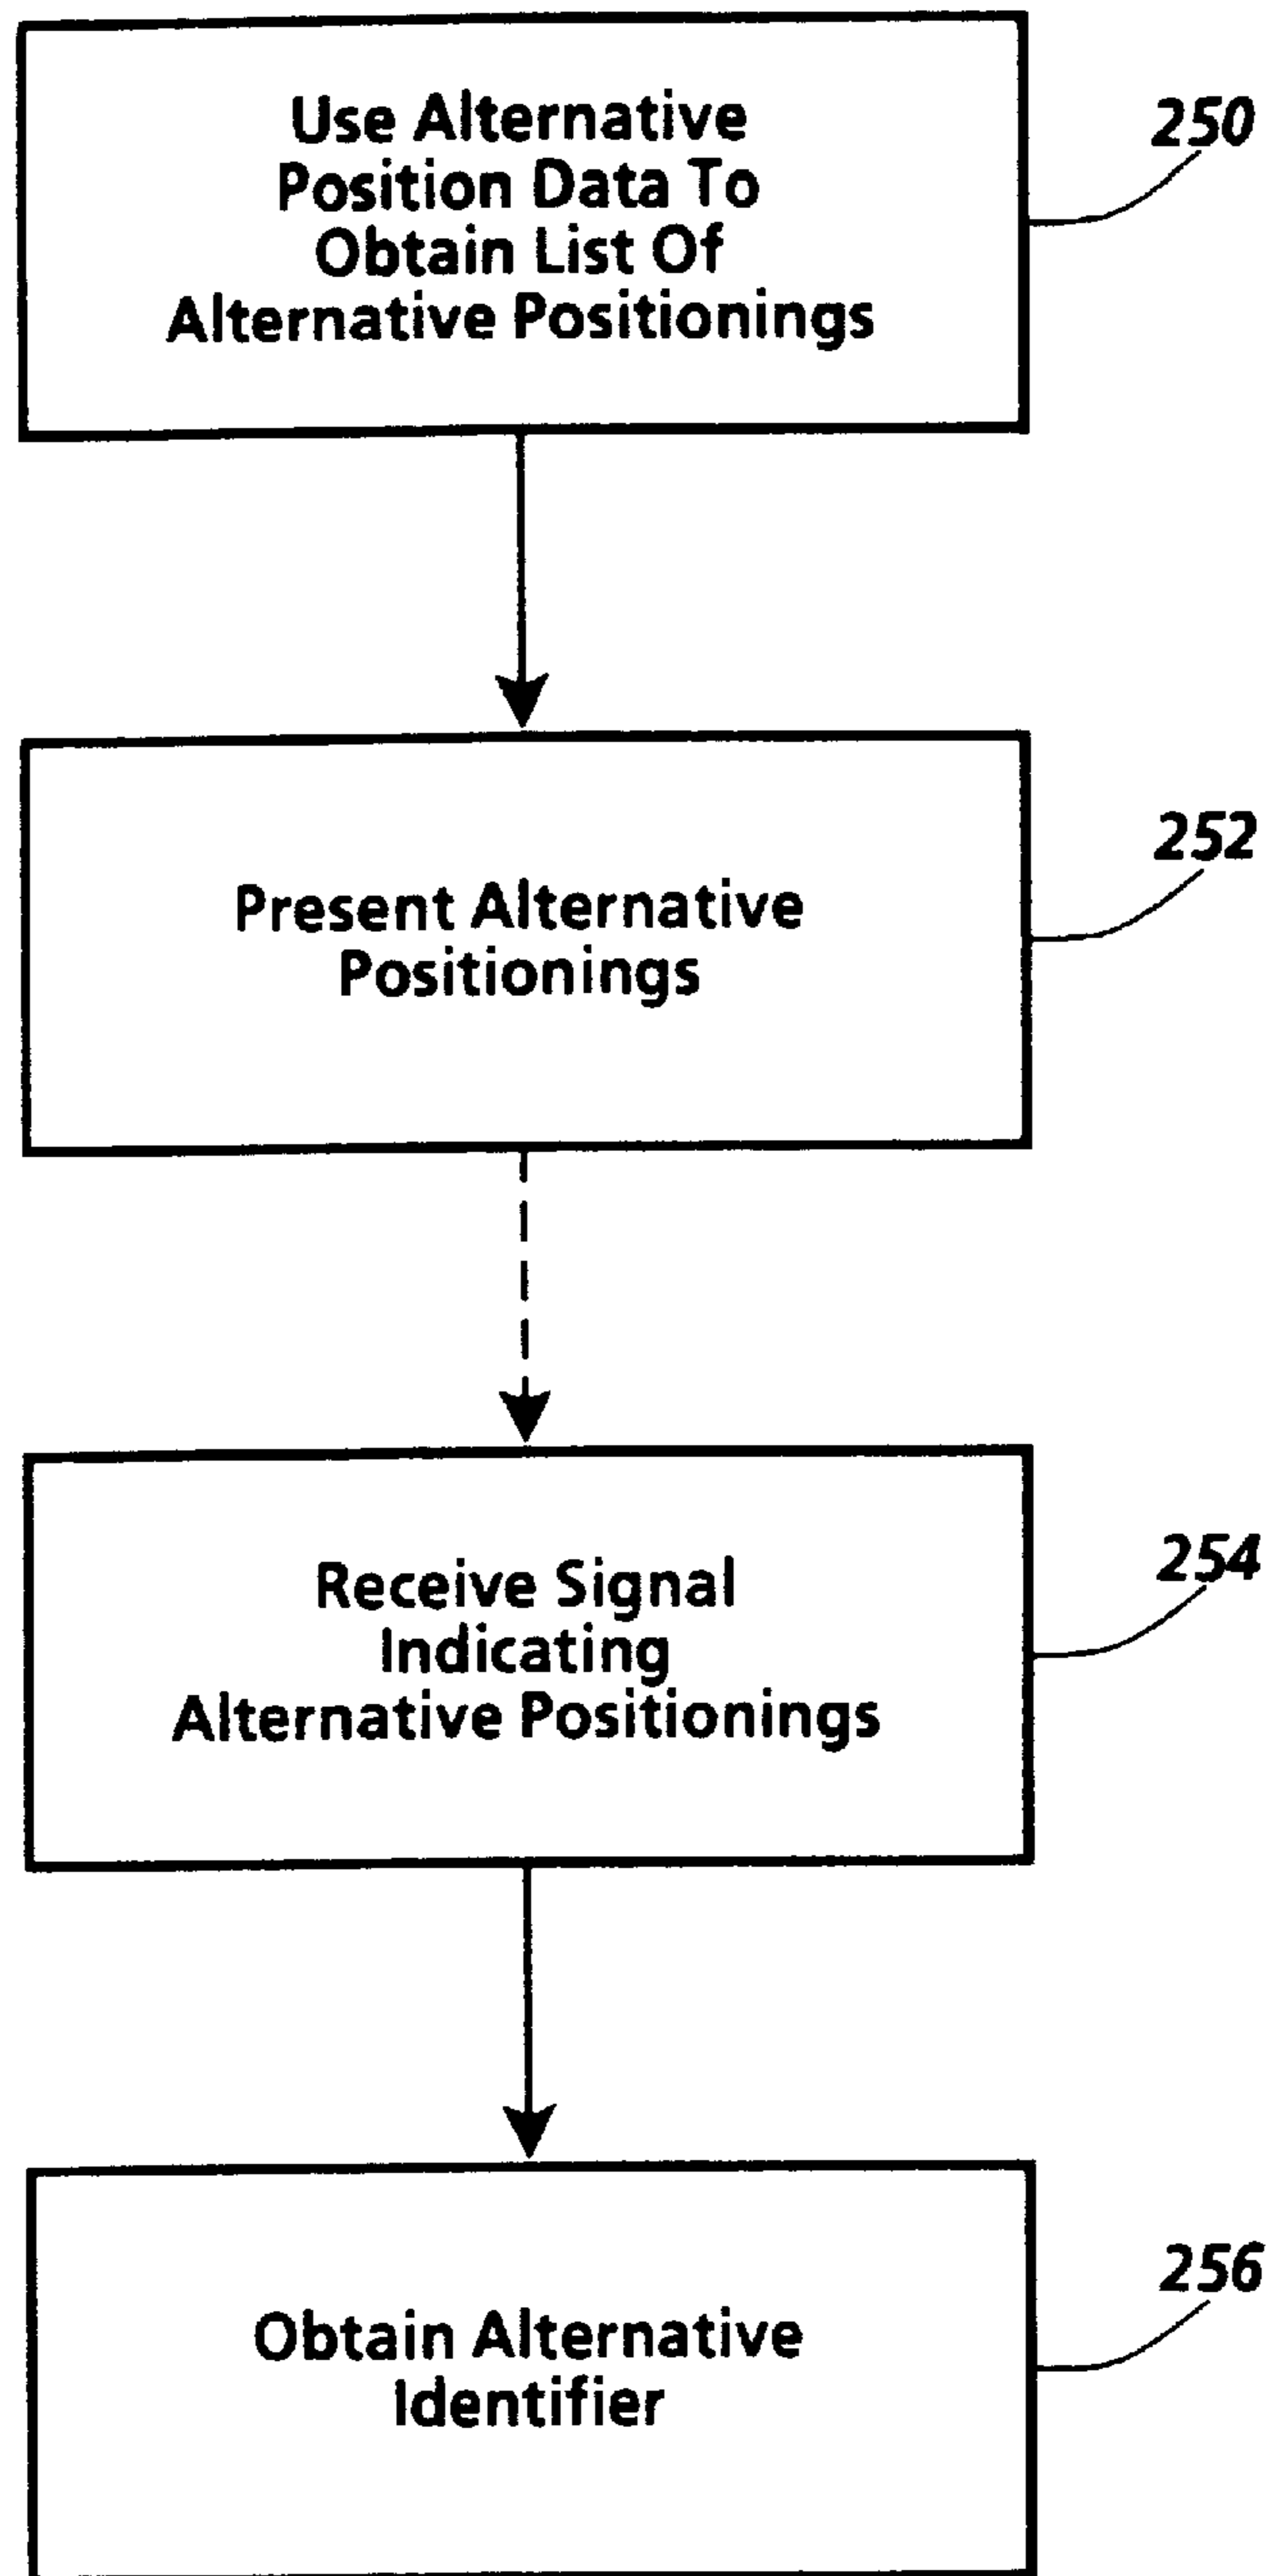 Use Alternative
Position Data To
Obtain List Of
Alternative Positionings
250
Present Alternative
Positionings
252
Receive Signal
Indicating
Alternative Positionings
254
Obtain Alternative
Identifier
256